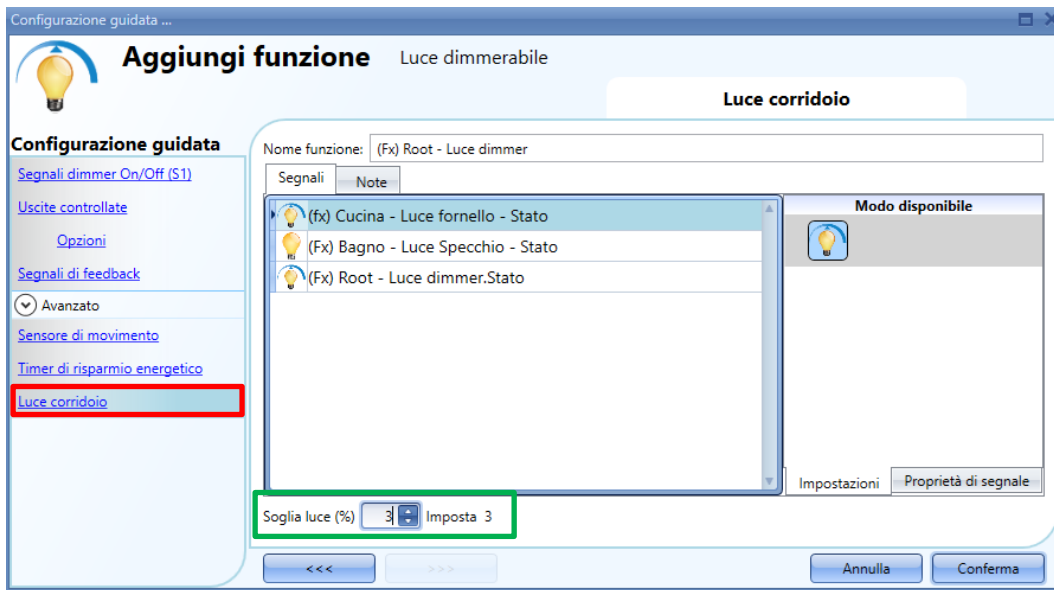 Configurazione guidata ...
Aggiungi funzione Luce dimmerabile
Luce corridoio
Configurazione guidata
Segnali dimmer On/Off (S1)
Uscite controllate
Opzioni
Segnali di feedback
Avanzato
Sensore di movimento
Timer di risparmio energetico
Luce corridoio
Nome funzione: (Fx) Root - Luce dimmer
Segnali Note
(fx) Cucina - Luce fornello - Stato
(Fx) Bagno - Luce Specchio - Stato
(Fx) Root - Luce dimmer.Stato
Modo disponibile
Impostazioni Proprietà di segnale
Soglia luce (%) 3 Imposta 3
<<< >>> Annulla Conferma